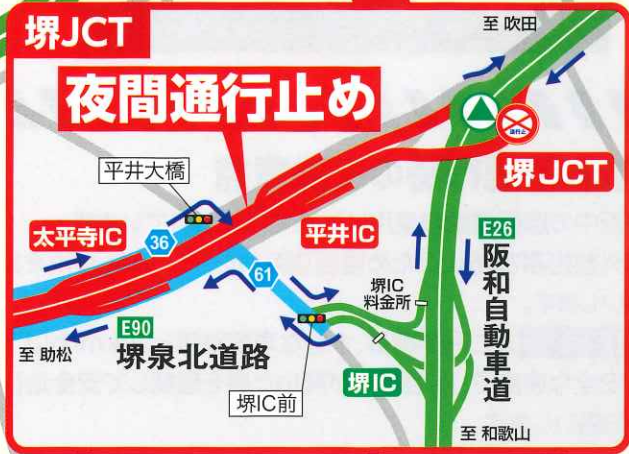 堺JCT
至 吹田
夜間通行止め
平井大橋
通行止
堺JCT
太平寺IC
36
平井IC
E26
阪和自動車道
61
堺IC
料金所
E90
至 助松
堺泉北道路
堺IC前
堺IC
至 和歌山